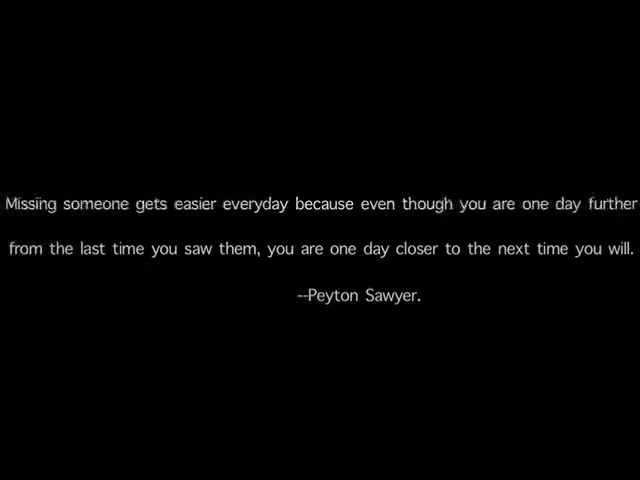 Missing someone gets easier everyday because even though you are one day further
from the last time you saw them, you are one day closer to the next time you will.
--Peyton Sawyer.